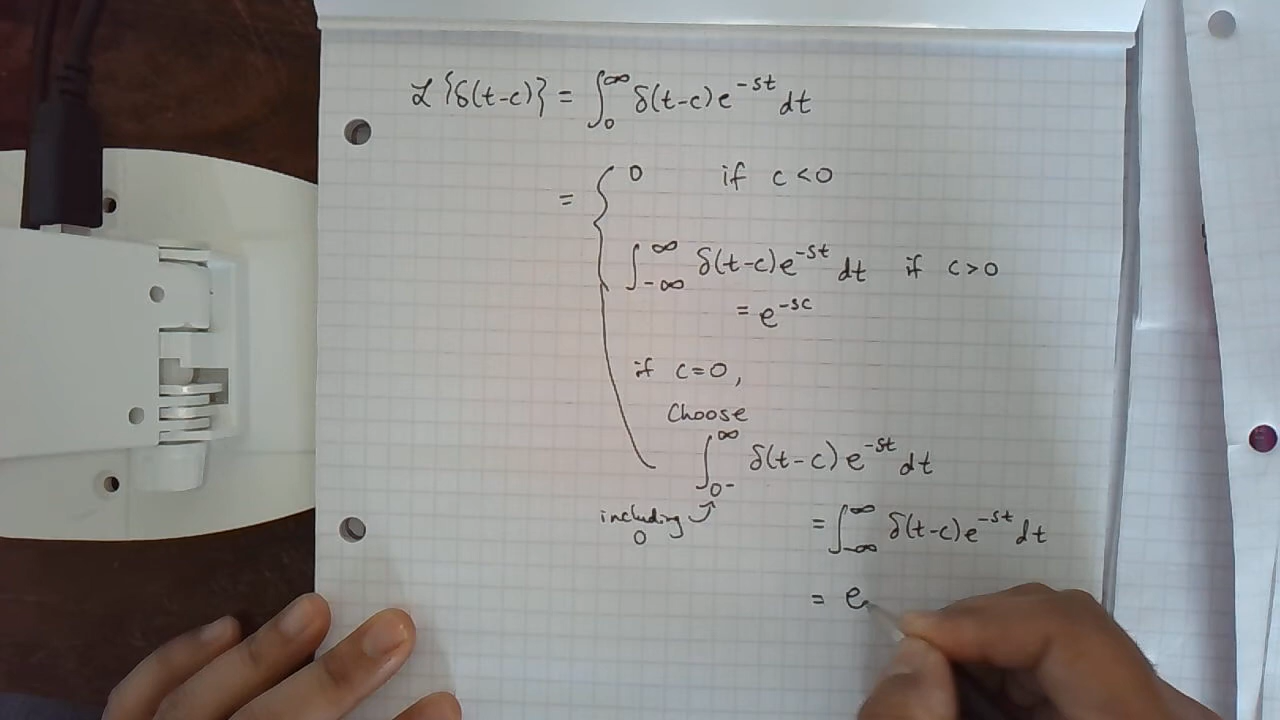 ℒ{δ(t-c)} = ∫₀^∞ δ(t-c)e^{-st} dt
= { 0 if c<0
∫_{-∞}^{∞} δ(t-c)e^{-st} dt if c>0
= e^{-sc}
if c=0,
Choose
∫_{0-}^{∞} δ(t-c) e^{-st} dt
including 0
= ∫_{-∞}^{∞} δ(t-c)e^{-st} dt
= e